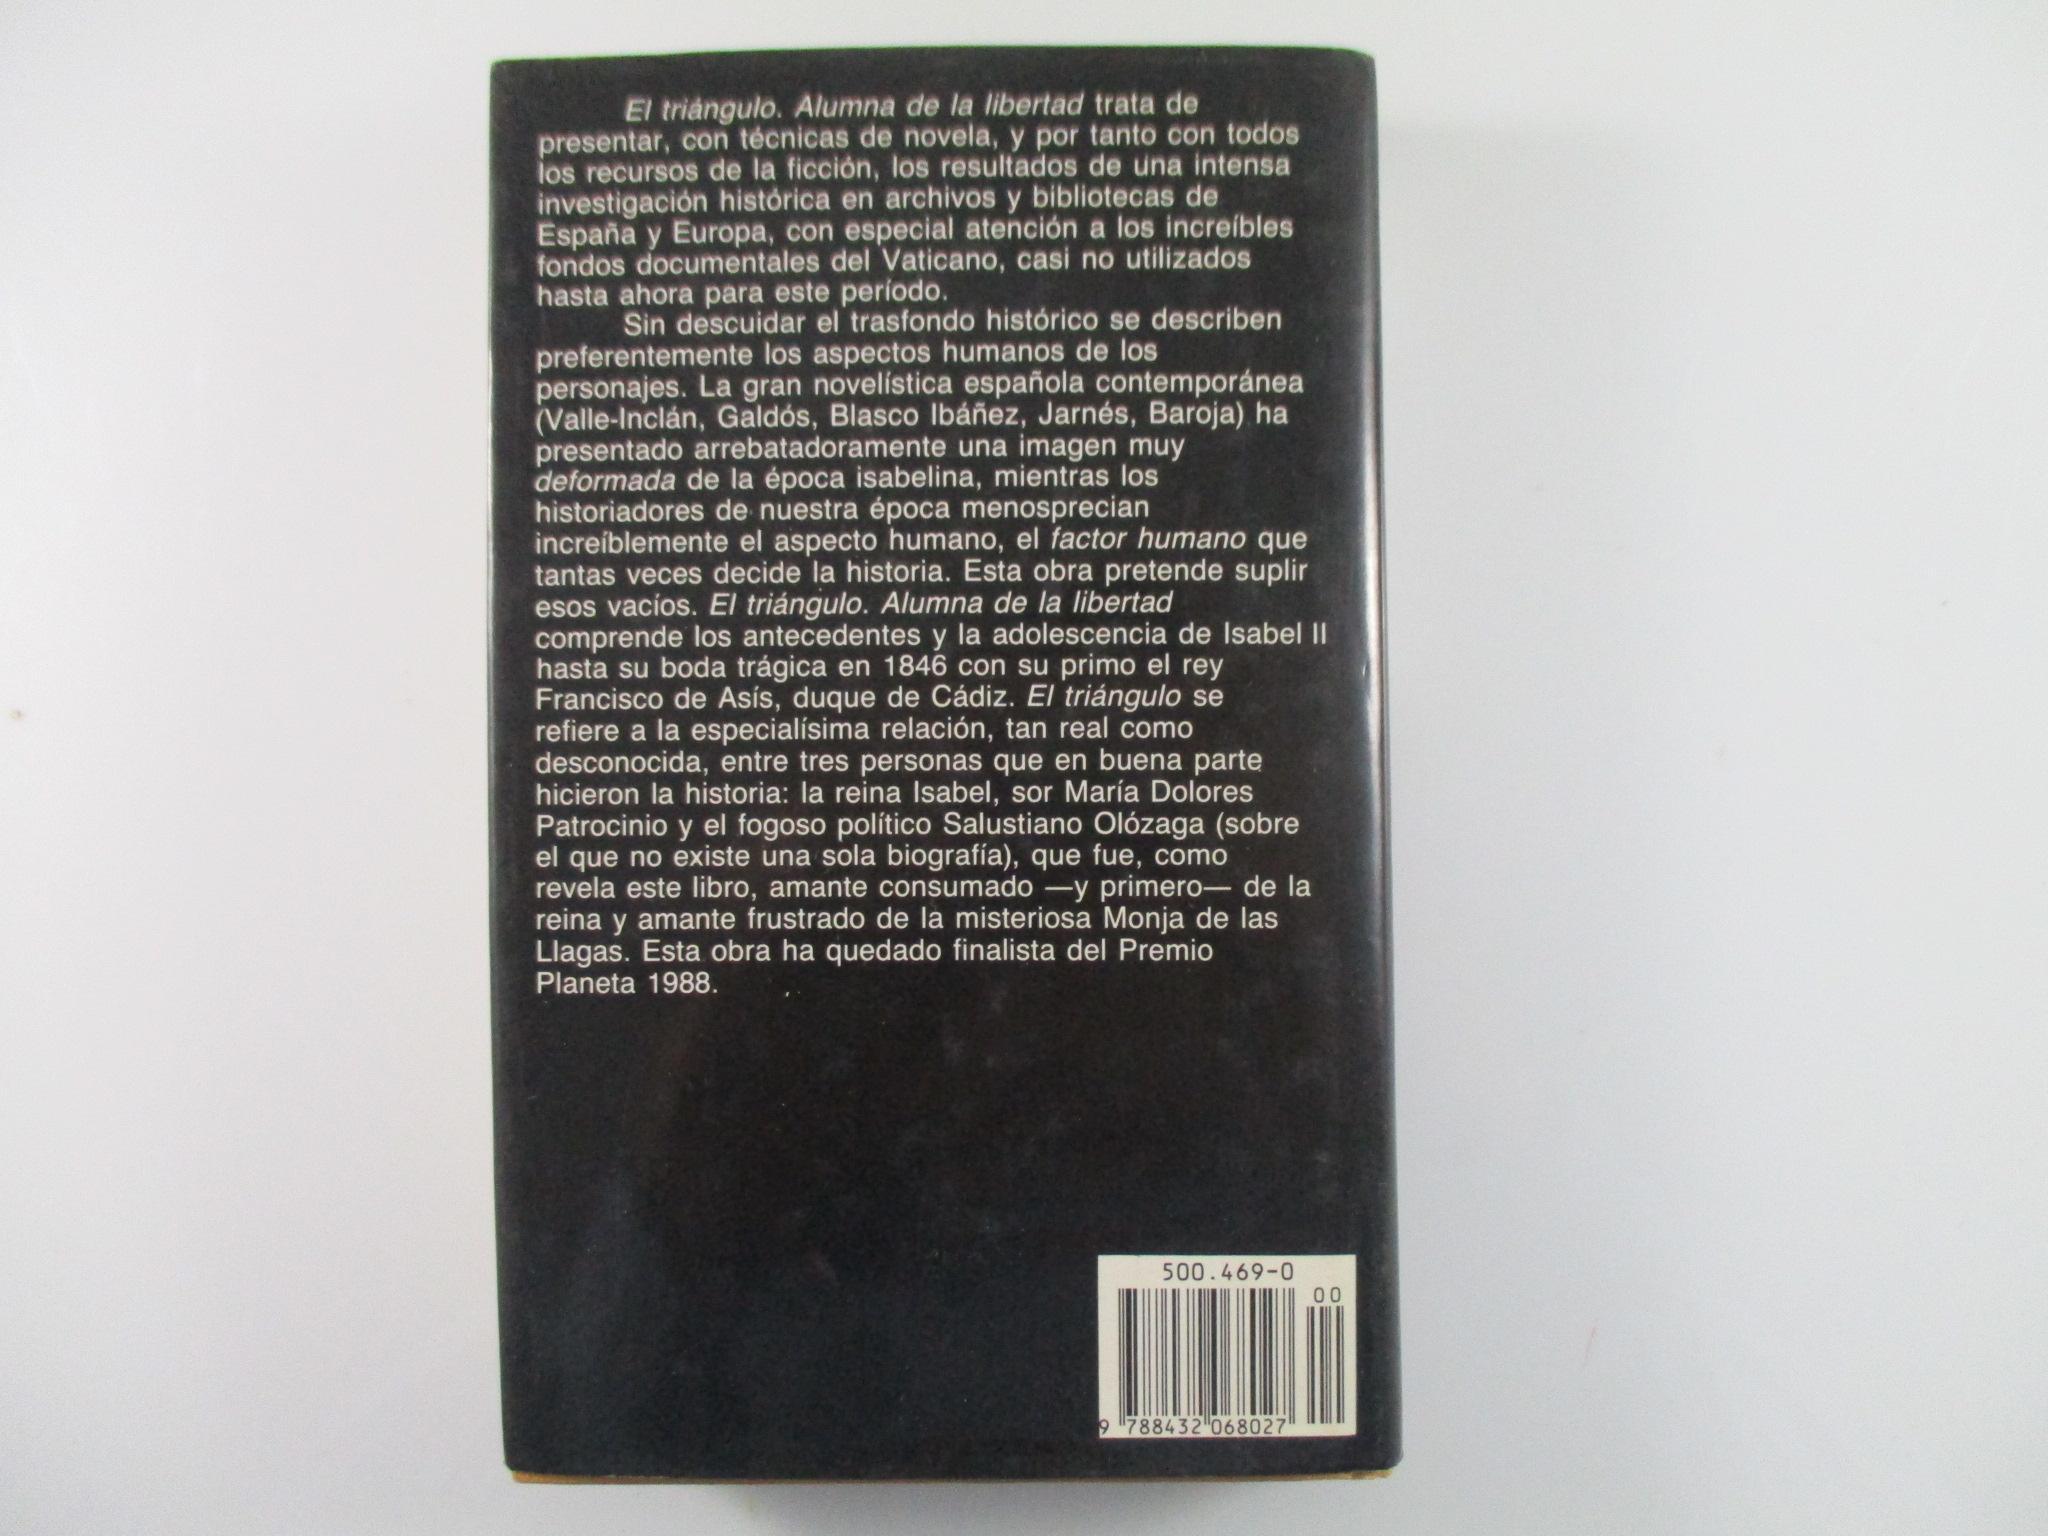 El triángulo. Alumna de la libertad trata de
presentar, con técnicas de novela, y por tanto con todos
los recursos de la ficción, los resultados de una intensa
investigación histórica en archivos y bibliotecas de
España y Europa, con especial atención a los increíbles
fondos documentales del Vaticano, casi no utilizados
hasta ahora para este período.
Sin descuidar el trasfondo histórico se describen
preferentemente los aspectos humanos de los
personajes. La gran novelística española contemporánea
(Valle-Inclán, Galdós, Blasco Ibáñez, Jarnés, Baroja) ha
presentado arrebatadoramente una imagen muy
deformada de la época isabelina, mientras los
historiadores de nuestra época menosprecian
increíblemente el aspecto humano, el factor humano que
tantas veces decide la historia. Esta obra pretende suplir
esos vacíos. El triángulo. Alumna de la libertad
comprende los antecedentes y la adolescencia de Isabel II
hasta su boda trágica en 1846 con su primo el rey
Francisco de Asís, duque de Cádiz. El triángulo se
refiere a la especialísima relación, tan real como
desconocida, entre tres personas que en buena parte
hicieron la historia: la reina Isabel, sor María Dolores
Patrocinio y el fogoso político Salustiano Olózaga (sobre
el que no existe una sola biografía), que fue, como
revela este libro, amante consumado —y primero— de la
reina y amante frustrado de la misteriosa Monja de las
Llagas. Esta obra ha quedado finalista del Premio
Planeta 1988.
500.469-0
00
9 788432 068027